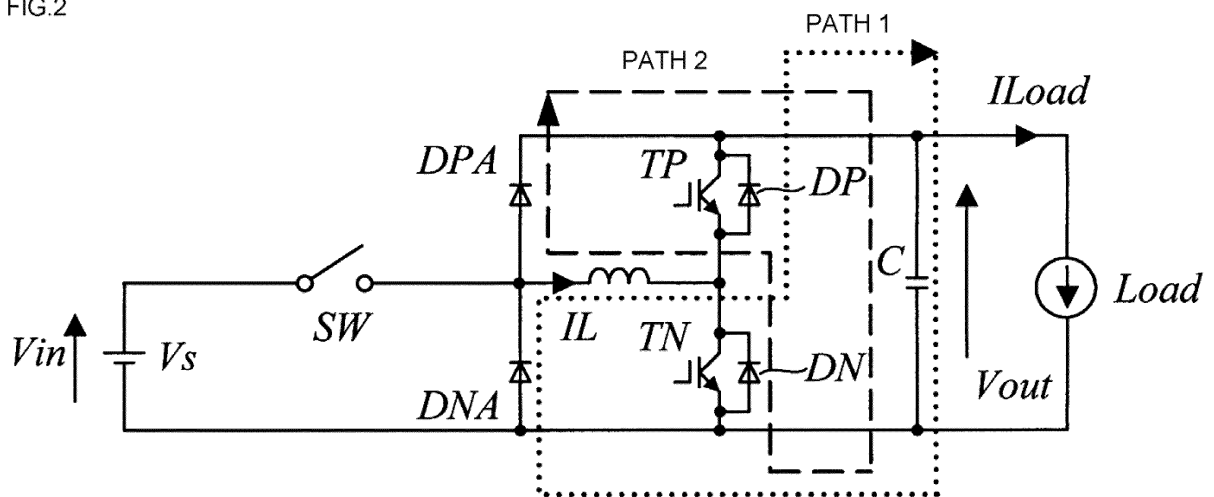 FIG.2
PATH 1
PATH 2
ILoad
DPA
TP
DP
C
Load
SW
IL
TN
Vin
Vs
DN
Vout
DNA